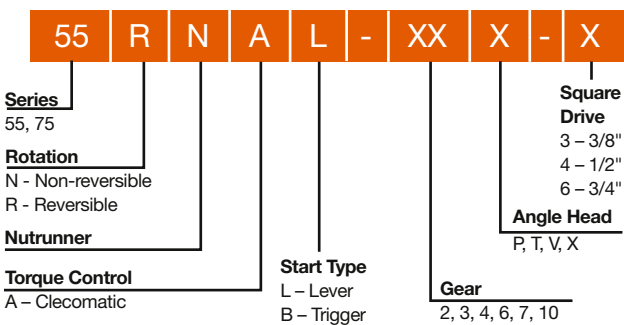 55 R N A L - XX X - X
Series
55, 75
Rotation
N - Non-reversible
R - Reversible
Nutrunner
Torque Control
A – Clecomatic
Start Type
L – Lever
B – Trigger
Gear
2, 3, 4, 6, 7, 10
Angle Head
P, T, V, X
Square
Drive
3 – 3/8"
4 – 1/2"
6 – 3/4"